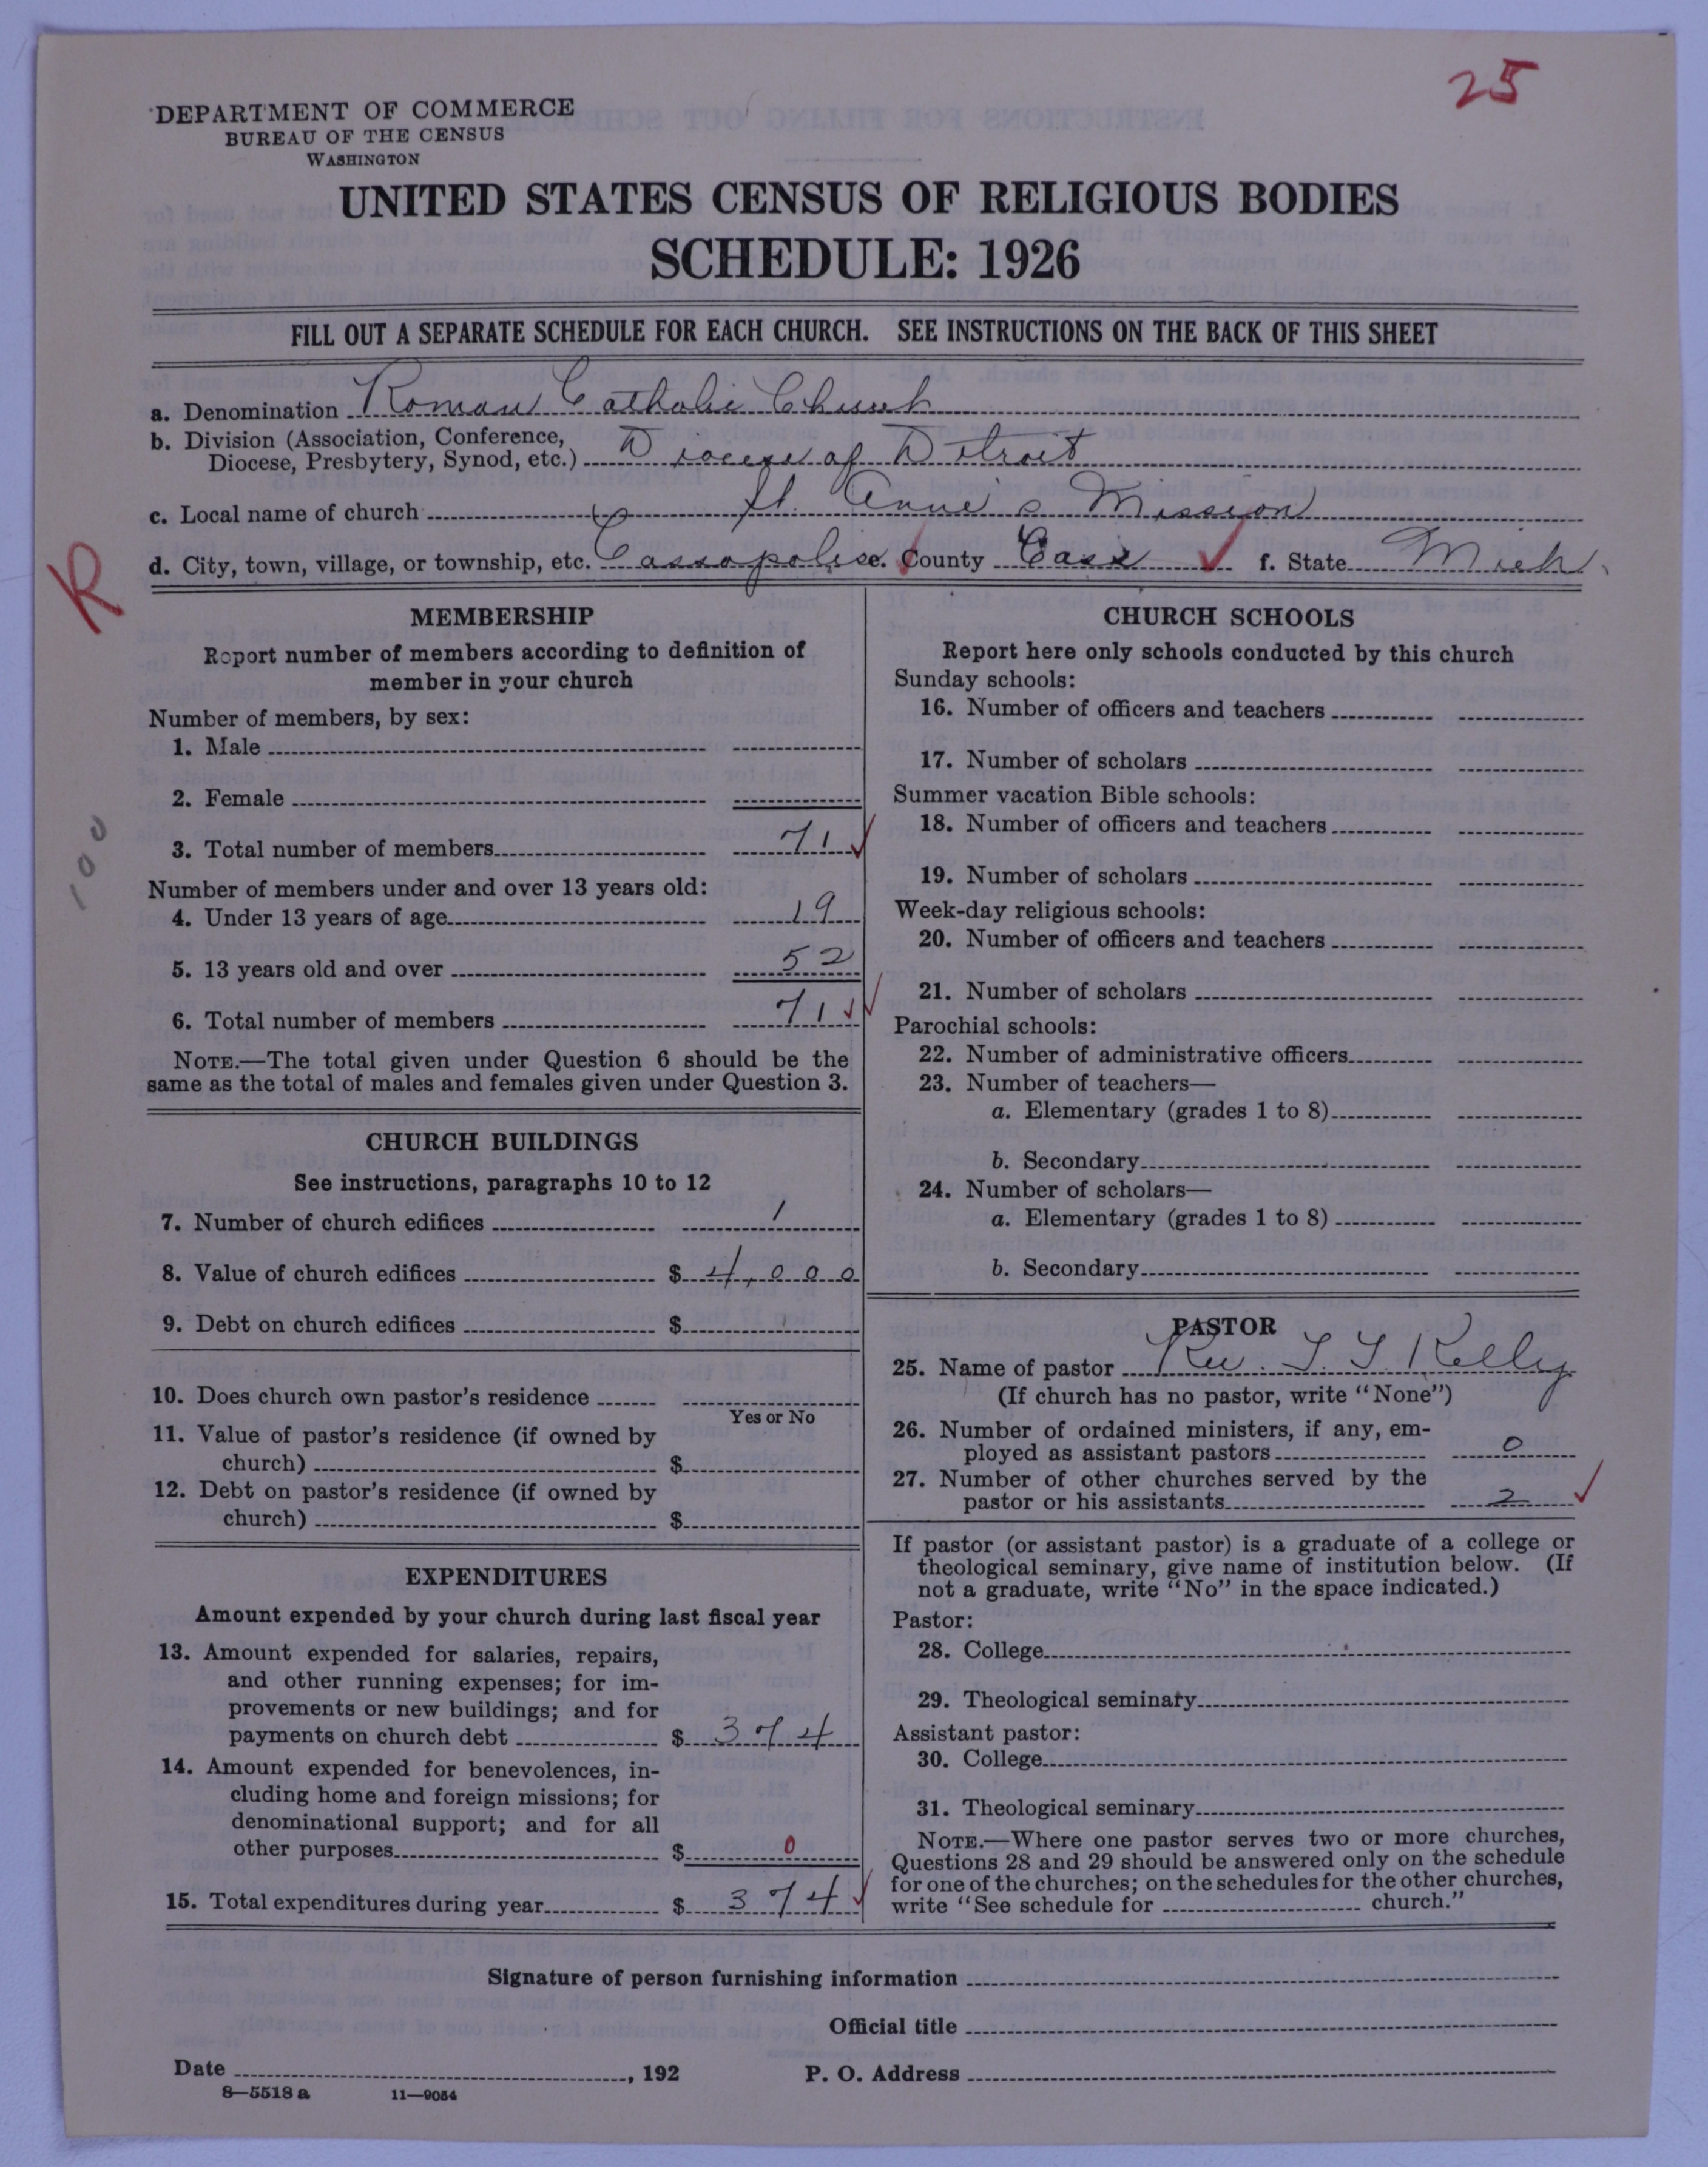 25
DEPARTMENT OF COMMERCE
BUREAU OF THE CENSUS
WASHINGTON
UNITED STATES CENSUS OF RELIGIOUS BODIES
SCHEDULE: 1926
FILL OUT A SEPARATE SCHEDULE FOR EACH CHURCH. SEE INSTRUCTIONS ON THE BACK OF THIS SHEET
a. Denomination Roman Catholic Church
b. Division (Association, Conference,
Diocese, Presbytery, Synod, etc.) Diocese of Detroit
c. Local name of church St. Anne's Mission
d. City, town, village, or township, etc. Cassopolis e. County Cass f. State Mich.
R
100
MEMBERSHIP
Report number of members according to definition of
member in your church
Number of members, by sex:
1. Male
2. Female
3. Total number of members 71
Number of members under and over 13 years old:
4. Under 13 years of age 19
5. 13 years old and over 52
6. Total number of members 71
NOTE.—The total given under Question 6 should be the
same as the total of males and females given under Question 3.
CHURCH BUILDINGS
See instructions, paragraphs 10 to 12
7. Number of church edifices 1
8. Value of church edifices $ 4,000
9. Debt on church edifices $
10. Does church own pastor's residence
Yes or No
11. Value of pastor's residence (if owned by
church) $
12. Debt on pastor's residence (if owned by
church) $
EXPENDITURES
Amount expended by your church during last fiscal year
13. Amount expended for salaries, repairs,
and other running expenses; for im-
provements or new buildings; and for
payments on church debt $ 374
14. Amount expended for benevolences, in-
cluding home and foreign missions; for
denominational support; and for all
other purposes $ 0
15. Total expenditures during year $ 374
CHURCH SCHOOLS
Report here only schools conducted by this church
Sunday schools:
16. Number of officers and teachers
17. Number of scholars
Summer vacation Bible schools:
18. Number of officers and teachers
19. Number of scholars
Week-day religious schools:
20. Number of officers and teachers
21. Number of scholars
Parochial schools:
22. Number of administrative officers
23. Number of teachers—
a. Elementary (grades 1 to 8)
b. Secondary
24. Number of scholars—
a. Elementary (grades 1 to 8)
b. Secondary
PASTOR
25. Name of pastor Rev. Kelly
(If church has no pastor, write "None")
26. Number of ordained ministers, if any, em-
ployed as assistant pastors 0
27. Number of other churches served by the
pastor or his assistants 2
If pastor (or assistant pastor) is a graduate of a college or
theological seminary, give name of institution below. (If
not a graduate, write "No" in the space indicated.)
Pastor:
28. College
29. Theological seminary
Assistant pastor:
30. College
31. Theological seminary
NOTE.—Where one pastor serves two or more churches,
Questions 28 and 29 should be answered only on the schedule
for one of the churches; on the schedules for the other churches,
write "See schedule for church."
Signature of person furnishing information
Official title
Date , 192 P. O. Address
8—5518 a 11—9054